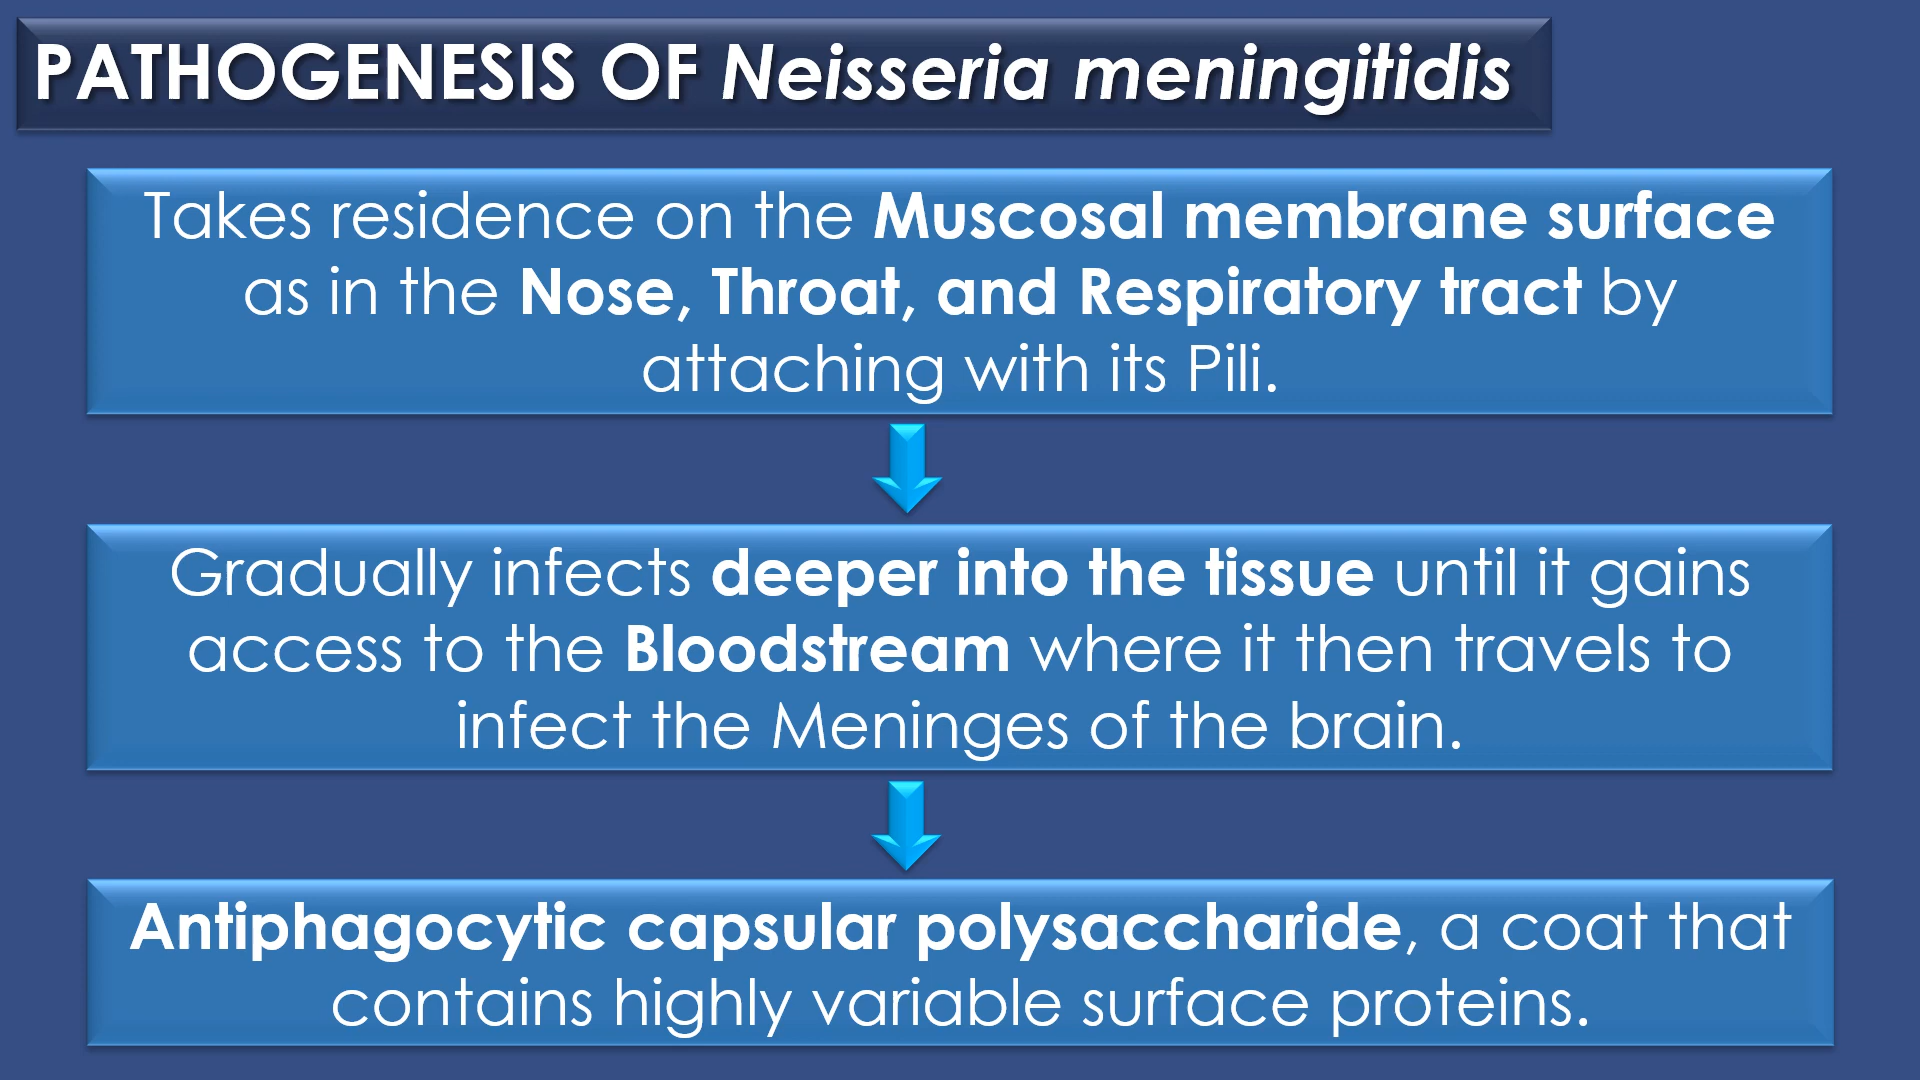 PATHOGENESIS OF Neisseria meningitidis
Takes residence on the Muscosal membrane surface
as in the Nose, Throat, and Respiratory tract by
attaching with its Pili.
Gradually infects deeper into the tissue until it gains
access to the Bloodstream where it then travels to
infect the Meninges of the brain.
Antiphagocytic capsular polysaccharide, a coat that
contains highly variable surface proteins.